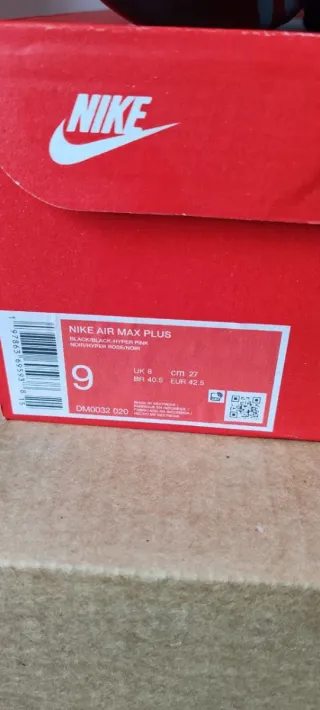 NIKE
NIKE AIR MAX PLUS
BLACK/BLACK-HYPER PINK
NOIR/HYPER ROSE/NOIR
9
UK 8 cm 27
BR 40.5 EUR 42.5
DM0032 020